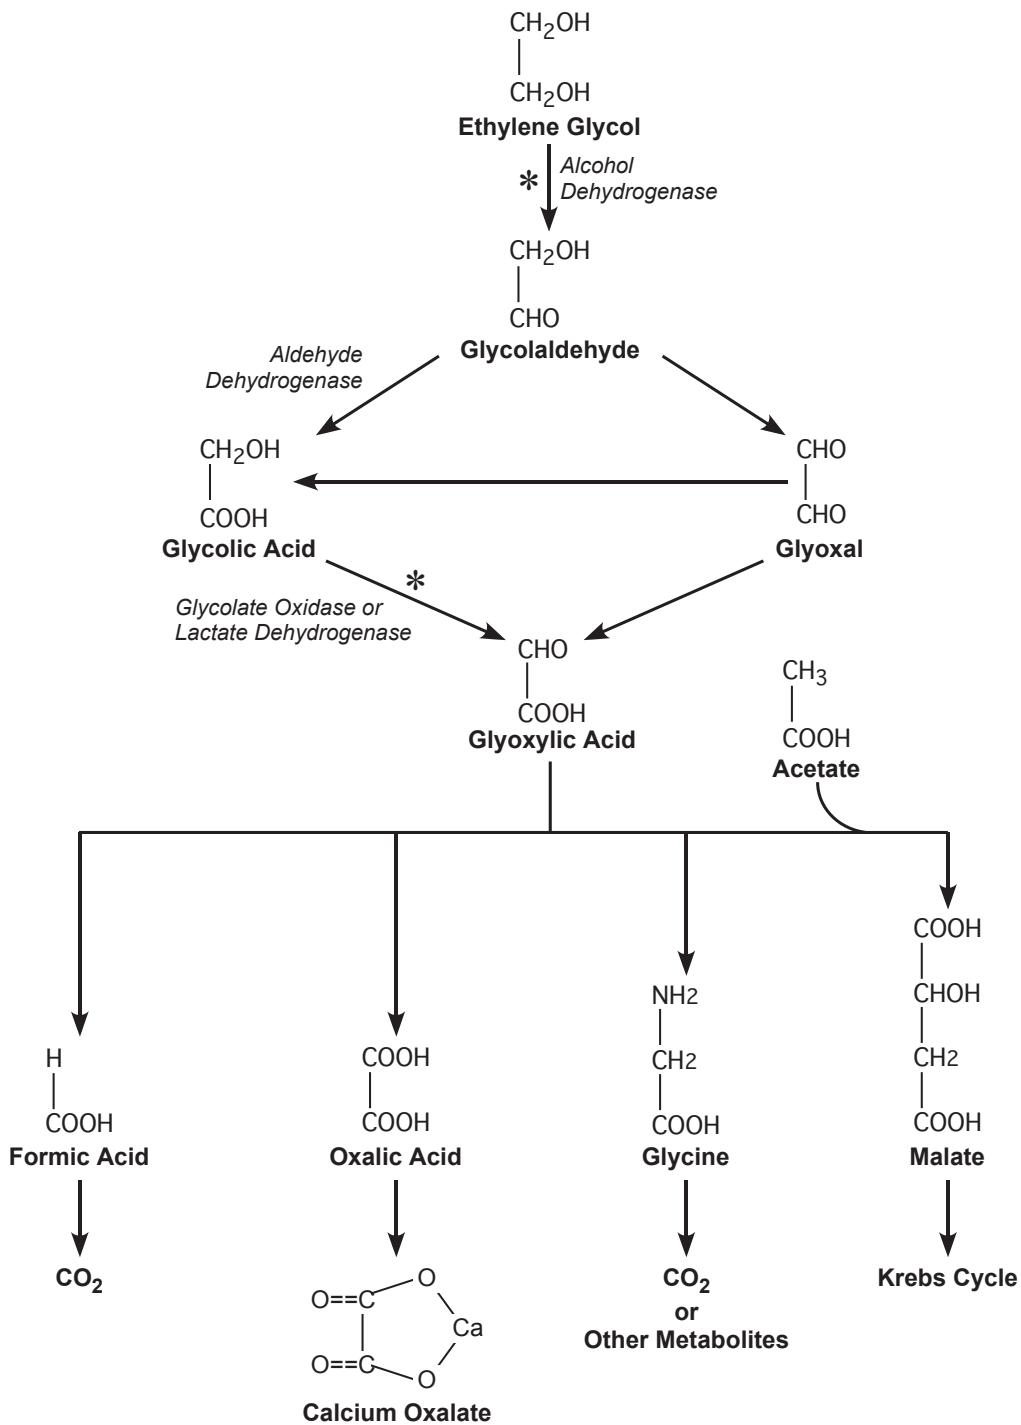 CH2OH
CH2OH
Ethylene Glycol
*
Alcohol
Dehydrogenase
CH2OH
CHO
Glycolaldehyde
Aldehyde
Dehydrogenase
CH2OH
COOH
Glycolic Acid
CHO
CHO
Glyoxal
*
Glycolate Oxidase or
Lactate Dehydrogenase
CHO
COOH
Glyoxylic Acid
CH3
COOH
Acetate
H
COOH
Formic Acid
CO2
COOH
COOH
Oxalic Acid
O==C
O
Ca
O==C
O
Calcium Oxalate
NH2
CH2
COOH
Glycine
CO2
or
Other Metabolites
COOH
CHOH
CH2
COOH
Malate
Krebs Cycle